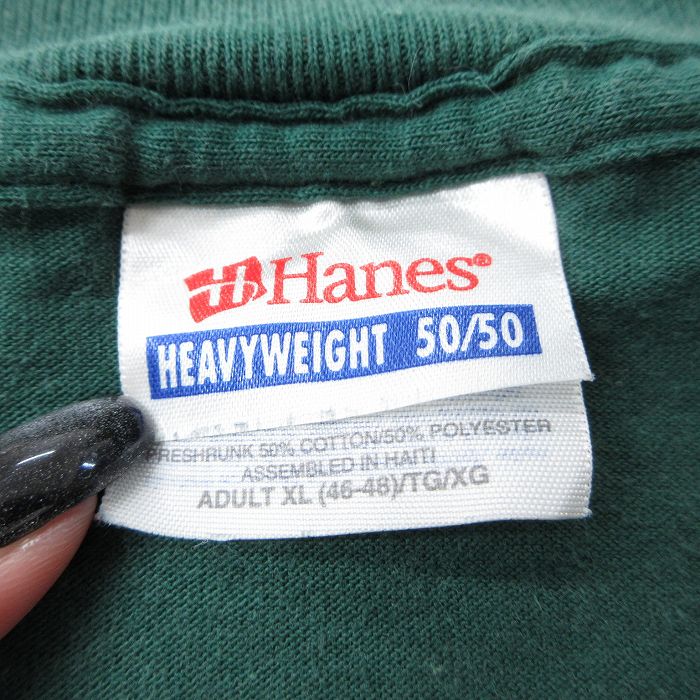 Hanes®
HEAVYWEIGHT 50/50
PRESHRUNK 50% COTTON/50% POLYESTER
ASSEMBLED IN HAITI
ADULT XL (46-48)/TG/XG